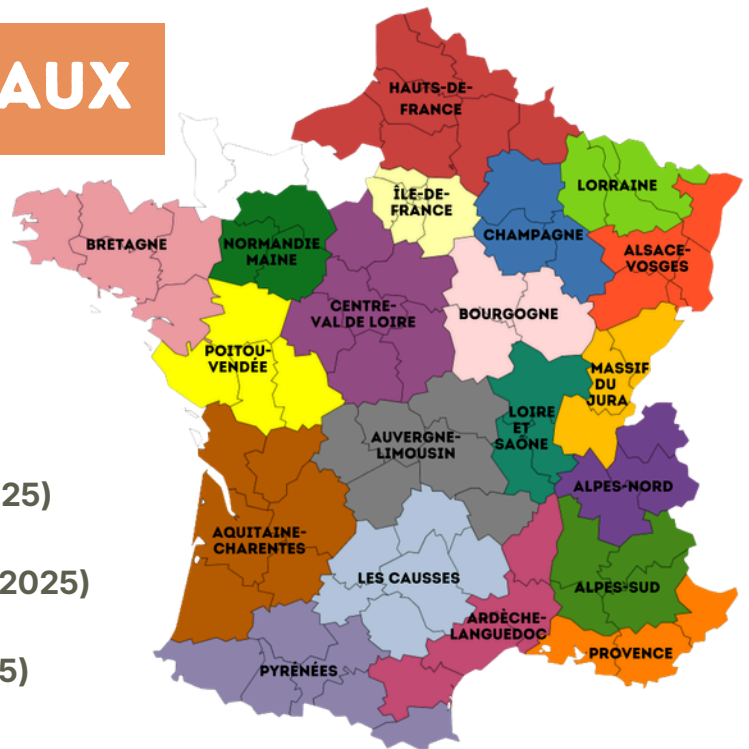 AUX
HAUTS-DE-
FRANCE
LORRAINE
ÎLE-DE-
FRANCE
CHAMPAGNE
BRETAGNE
NORMANDIE
MAINE
ALSACE-
VOSGES
CENTRE-
VAL DE LOIRE
BOURGOGNE
POITOU-
VENDÉE
MASSIF
DU
JURA
LOIRE
ET
SAÔNE
AUVERGNE-
LIMOUSIN
ALPES-NORD
25)
AQUITAINE-
CHARENTES
LES CAUSSES
2025)
ALPES-SUD
ARDÈCHE-
LANGUEDOC
PROVENCE
PYRÉNÉES
5)